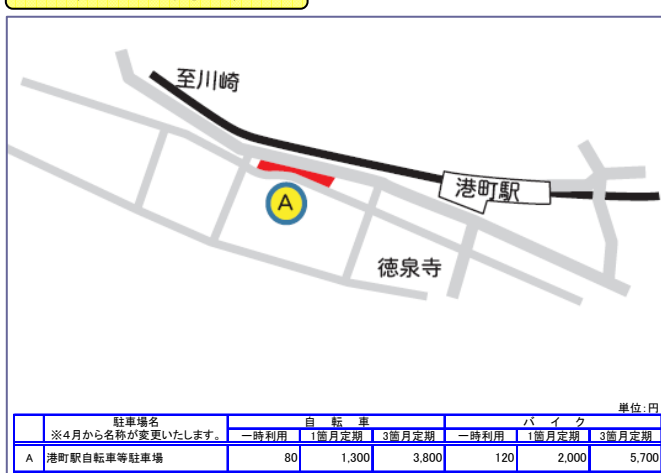 至川崎
港町駅
A
徳泉寺
単位:円
駐車場名
※4月から名称が変更いたします。
自転車 バイク
一時利用 1箇月定期 3箇月定期 一時利用 1箇月定期 3箇月定期
A 港町駅自転車等駐車場 80 1,300 3,800 120 2,000 5,700